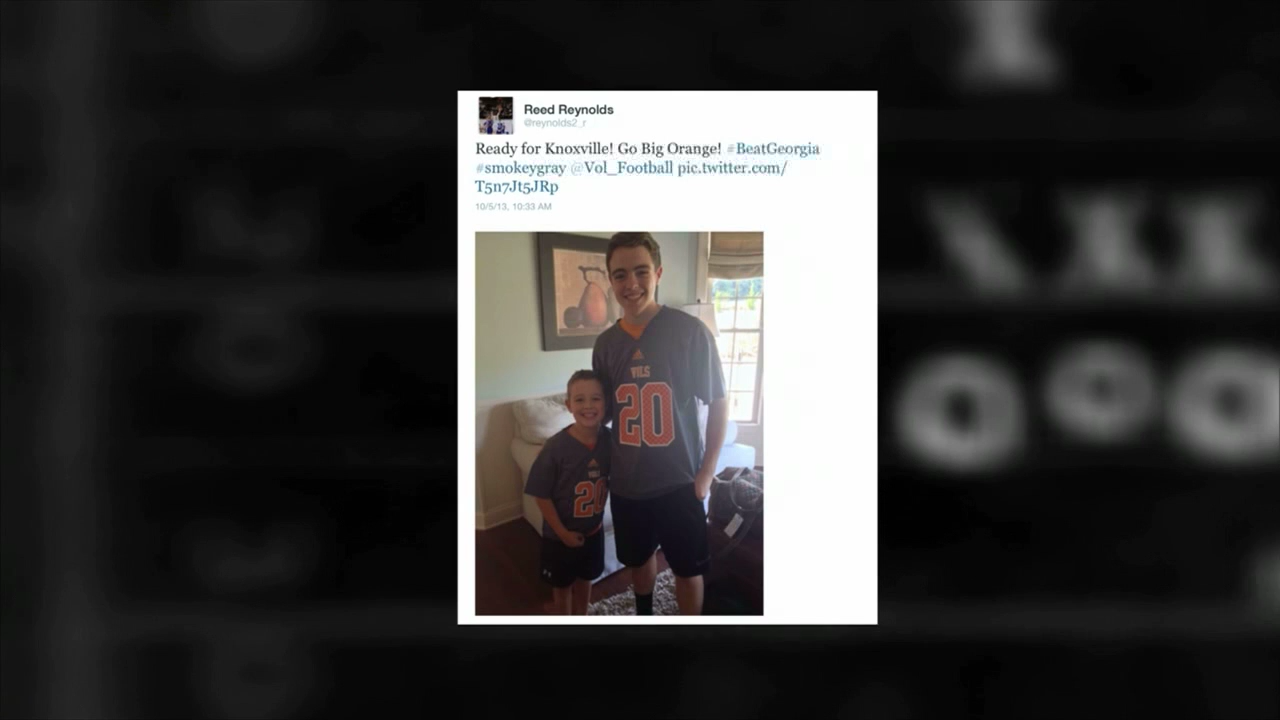 Reed Reynolds
@reynolds2_r
Ready for Knoxville! Go Big Orange! #BeatGeorgia
#smokeygray @Vol_Football pic.twitter.com/
T5n7Jt5JRp
10/5/13, 10:33 AM
VOLS
20
VOLS
20